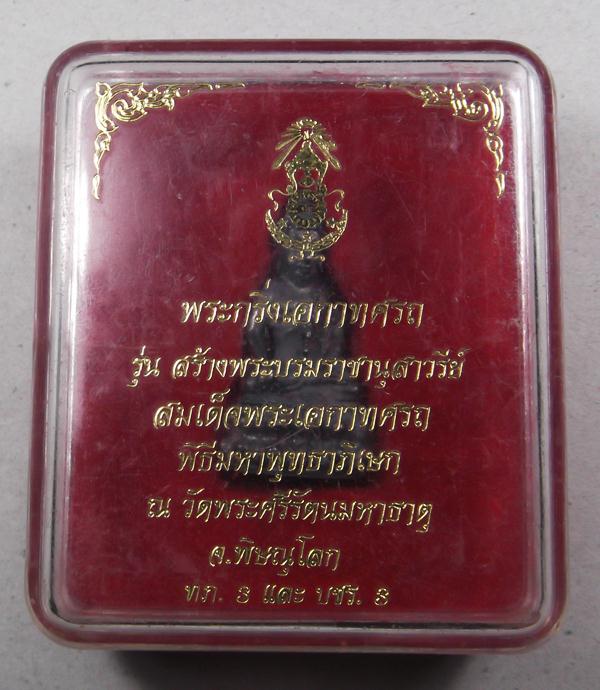 พระกริ่งเอกาทศรถ
รุ่น สร้างพระบรมราชานุสาวรีย์
สมเด็จพระเอกาทศรถ
พิธีมหาพุทธาภิเษก
ณ วัดพระศรีรัตนมหาธาตุ
จ.พิษณุโลก
ทภ. 3 และ บชร. 3